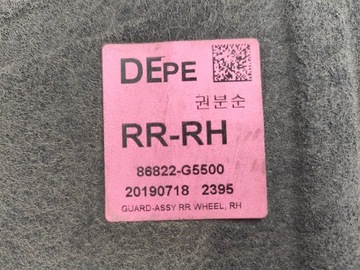 DEPE
권분순
RR-RH
86822-G5500
20190718 2395
GUARD-ASSY RR WHEEL, RH